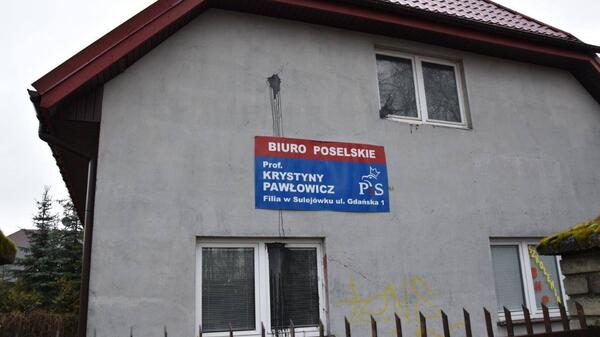 BIURO POSELSKIE
Prof.
KRYSTYNY
PAWŁOWICZ
PiS
Filia w Sulejówku ul. Gdańska 1